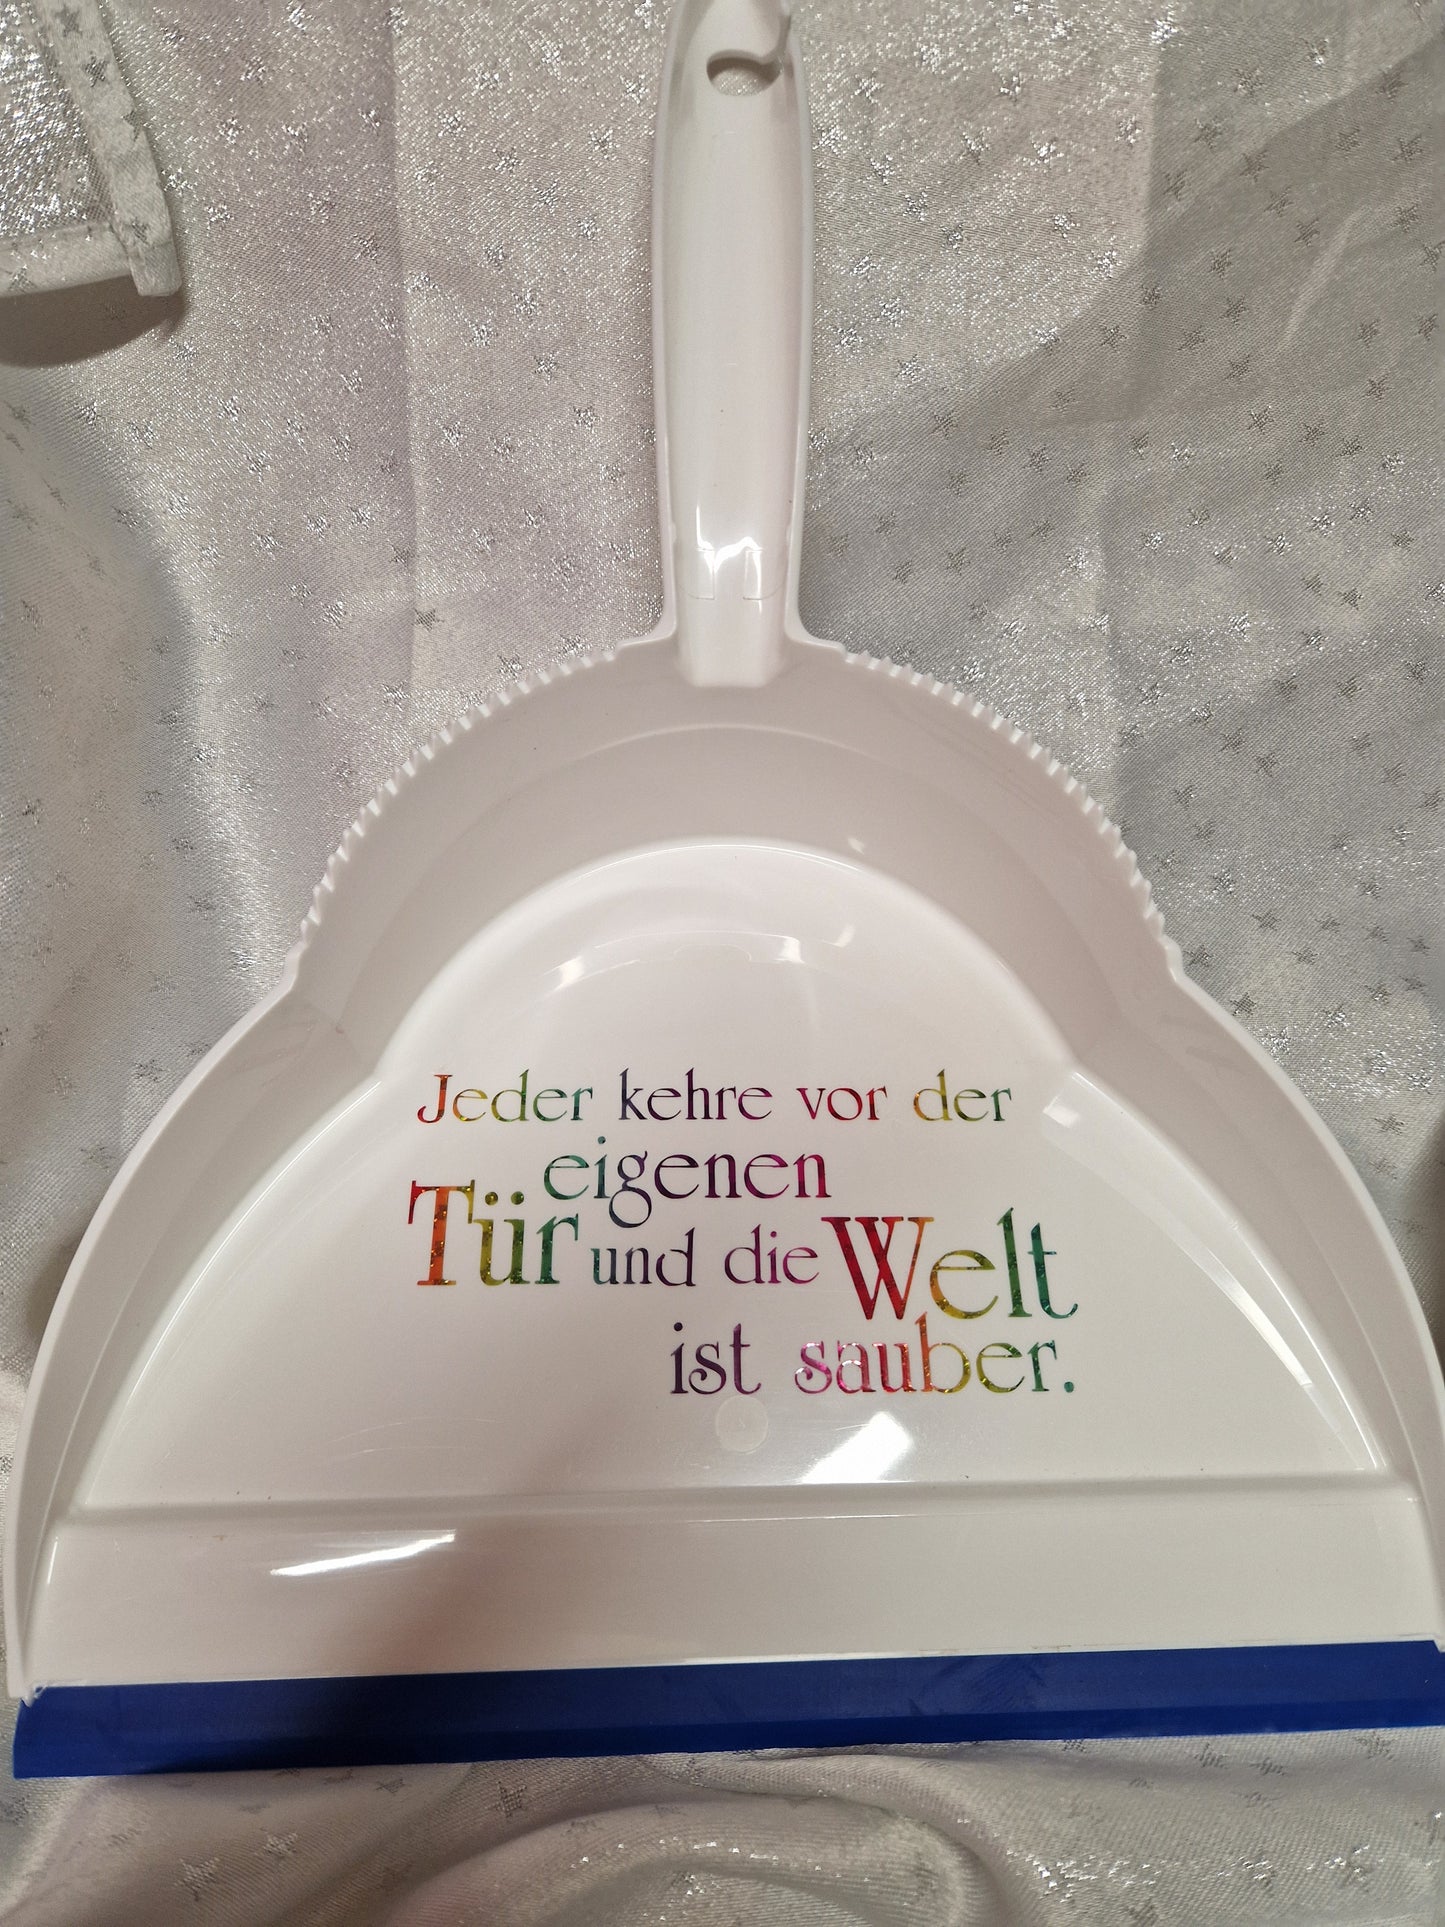 Jeder kehre vor der
eigenen
Tür und die Welt
ist sauber.